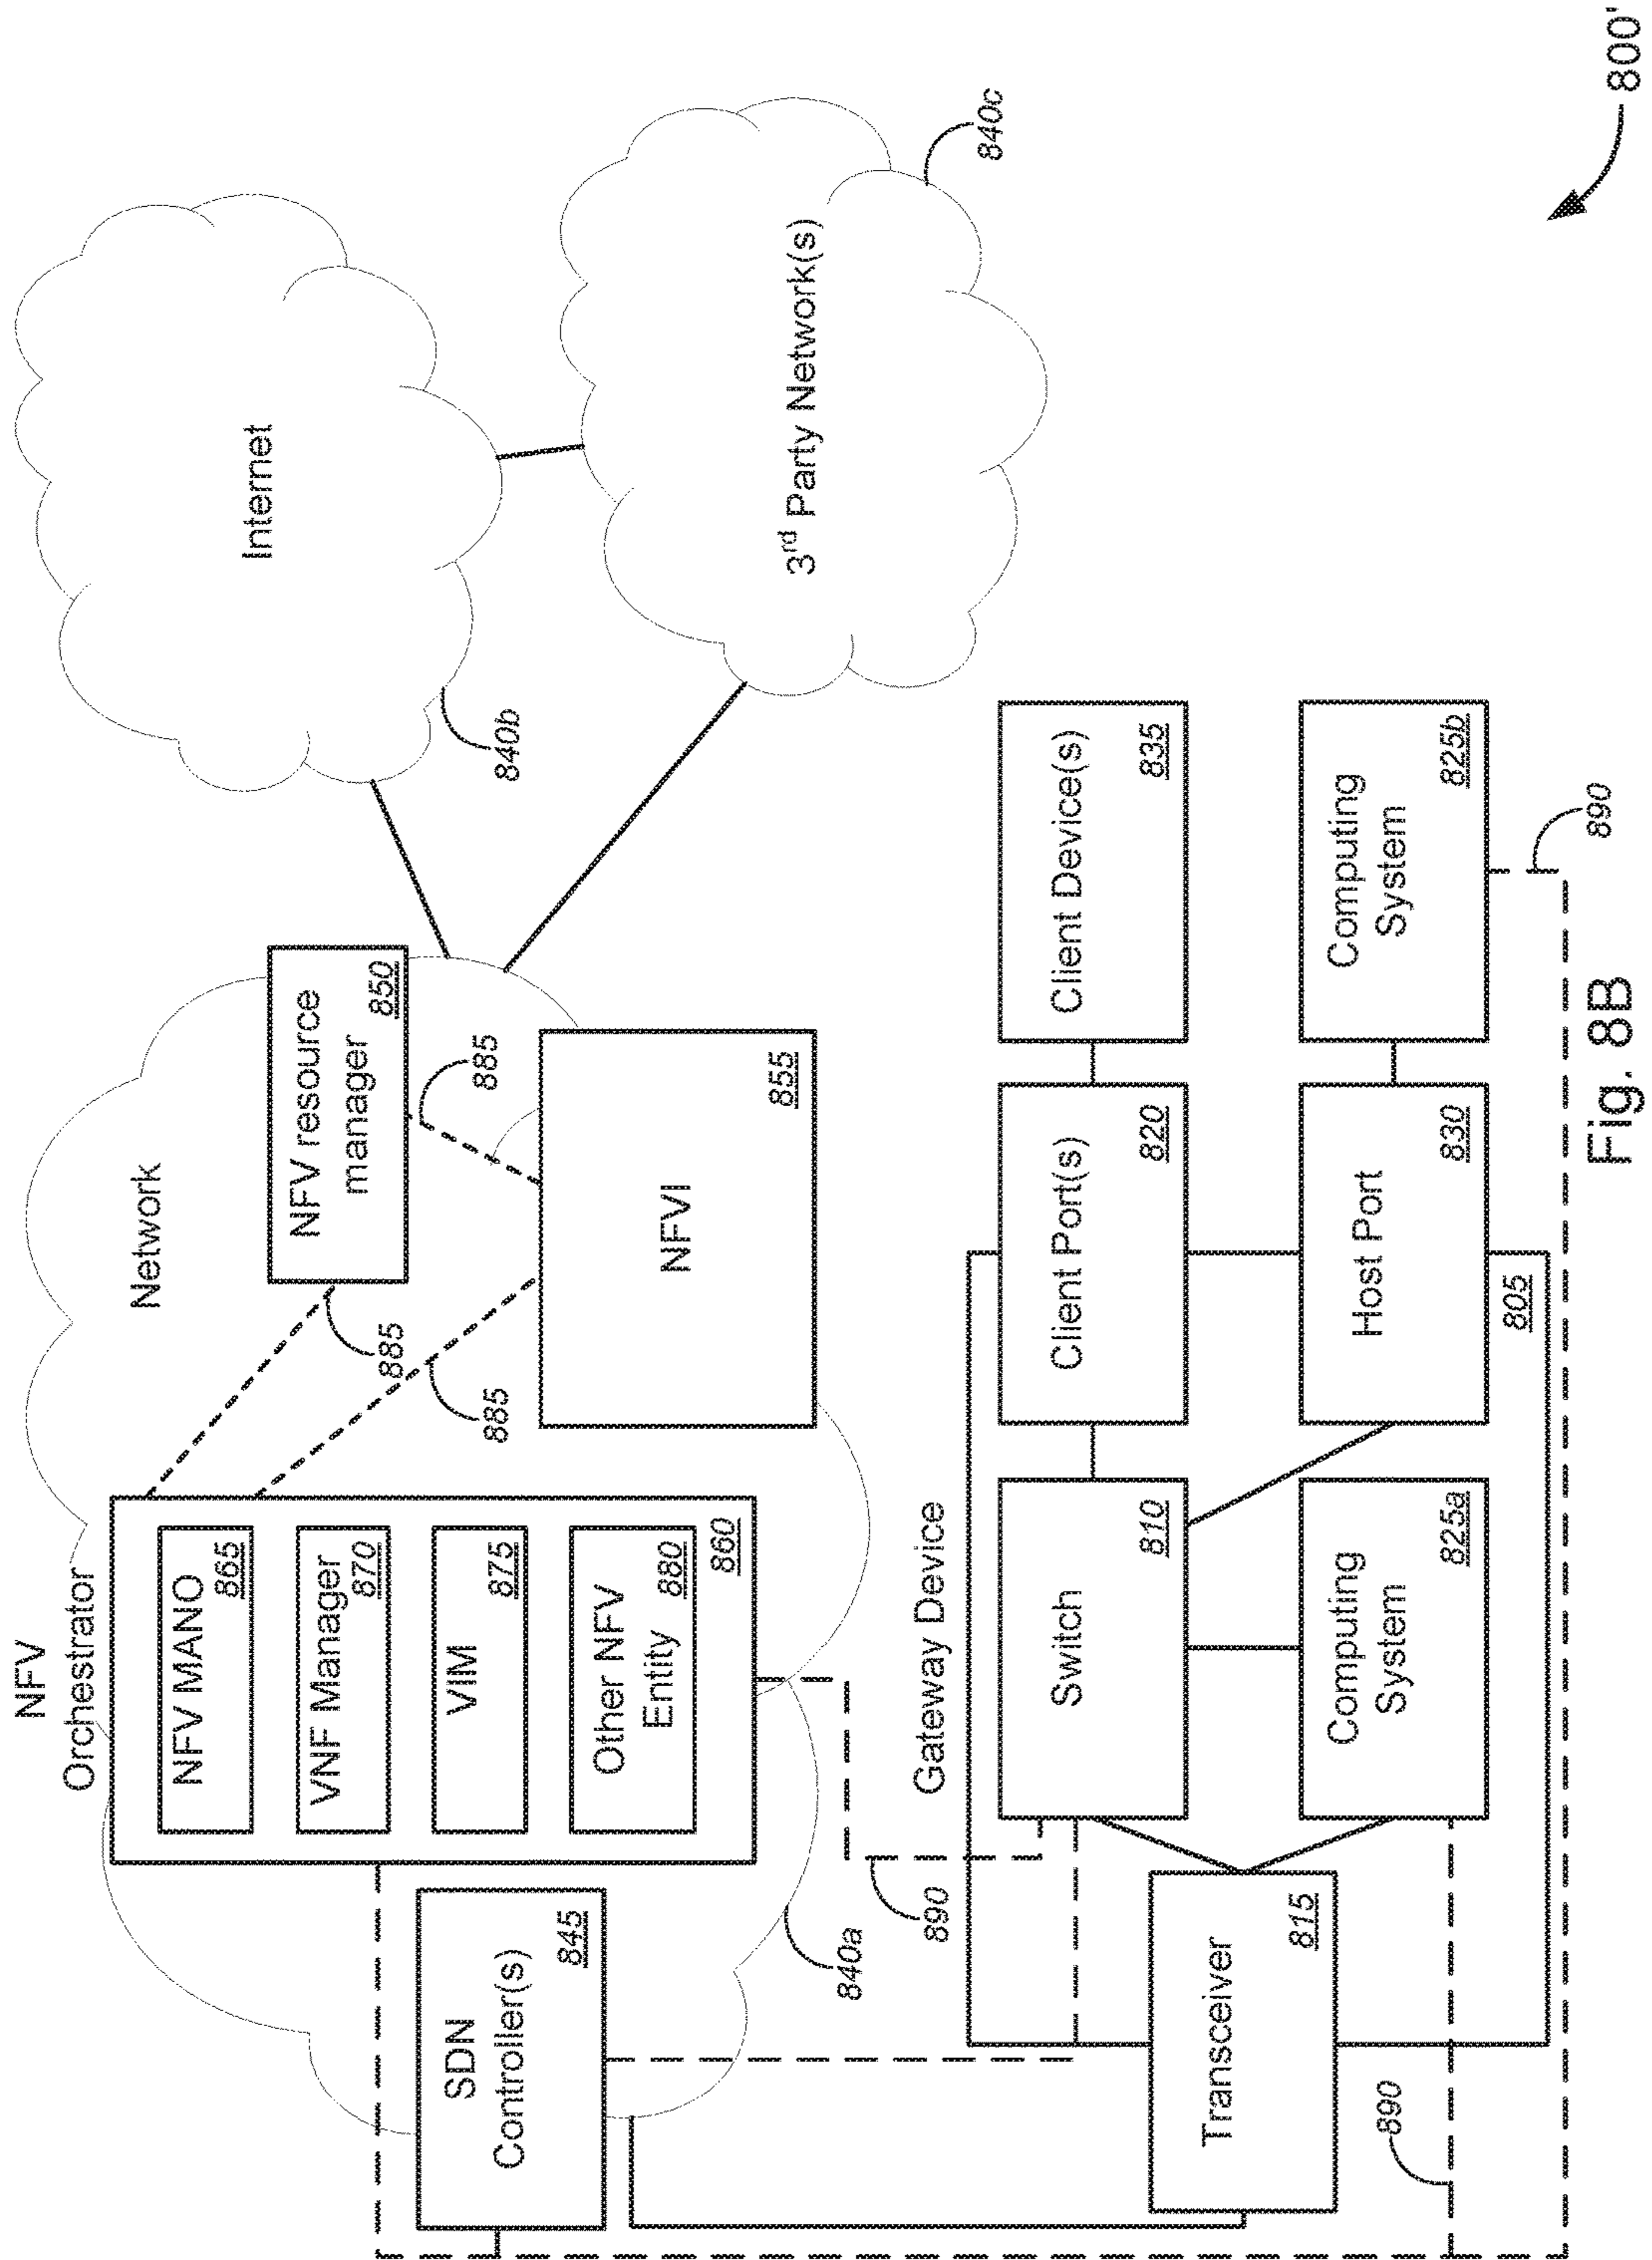 NFV
Orchestrator
NFV MANO
865
VNF Manager
870
VIM
875
Other NFV
Entity
880
860
Network
NFV resource
manager
850
885
885
885
NFVI
855
SDN
Controller(s)
845
840a
890
Internet
840b
3rd Party Network(s)
840c
Gateway Device
Switch
810
Client Port(s)
820
Client Device(s)
835
Transceiver
815
Computing
System
825a
Host Port
830
Computing
System
825b
805
890
890
Fig. 8B
800'